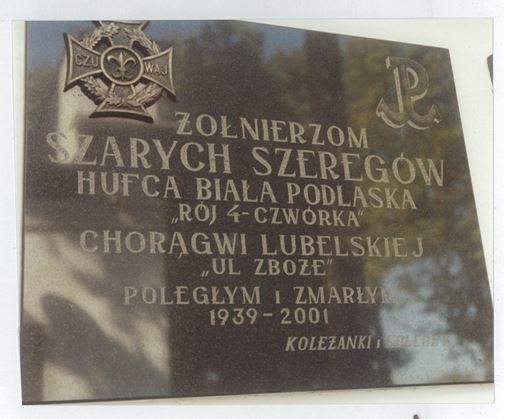 CZU WAJ
ŻOŁNIERZOM
SZARYCH SZEREGÓW
HUFCA BIAŁA PODLASKA
„RÓJ 4-CZWÓRKA"
CHORĄGWI LUBELSKIEJ
„UL ZBOŻE"
POLEGŁYM i ZMARŁYM
1939-2001
KOLEŻANKI i KOLEDZY